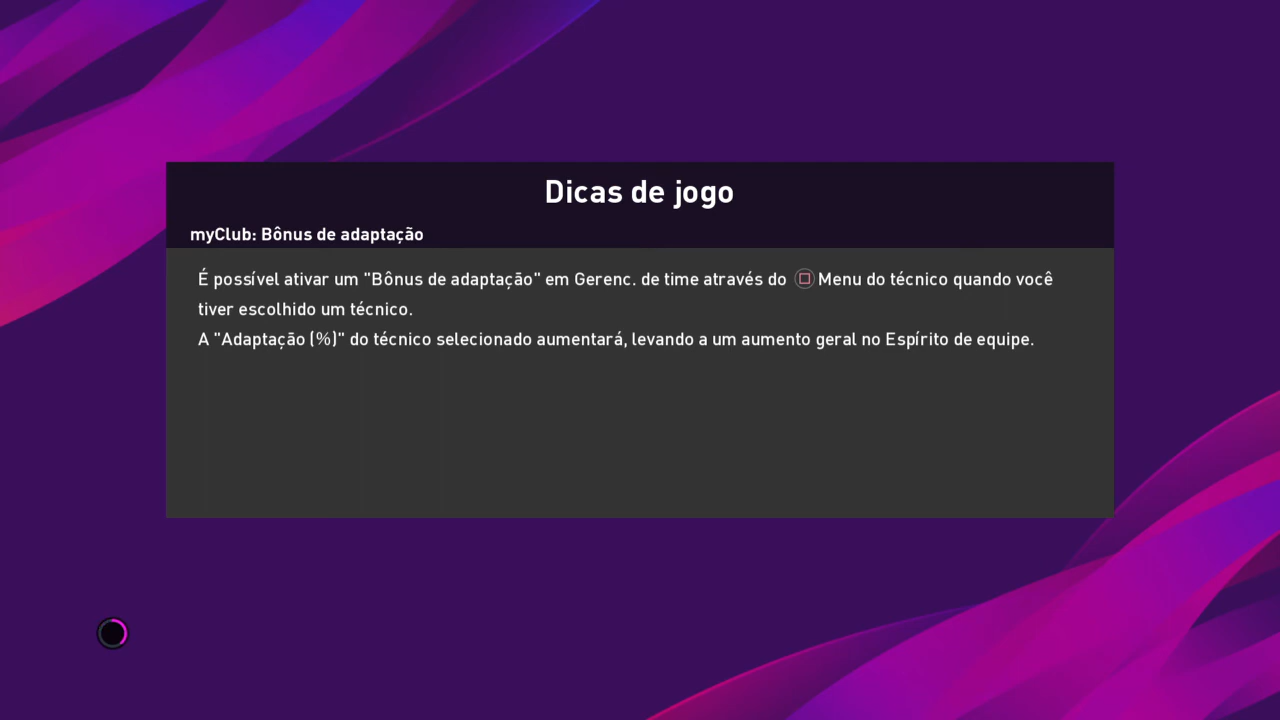 Dicas de jogo
myClub: Bônus de adaptação
É possível ativar um "Bônus de adaptação" em Gerenc. de time através do Menu do técnico quando você
tiver escolhido um técnico.
A "Adaptação (%)" do técnico selecionado aumentará, levando a um aumento geral no Espírito de equipe.